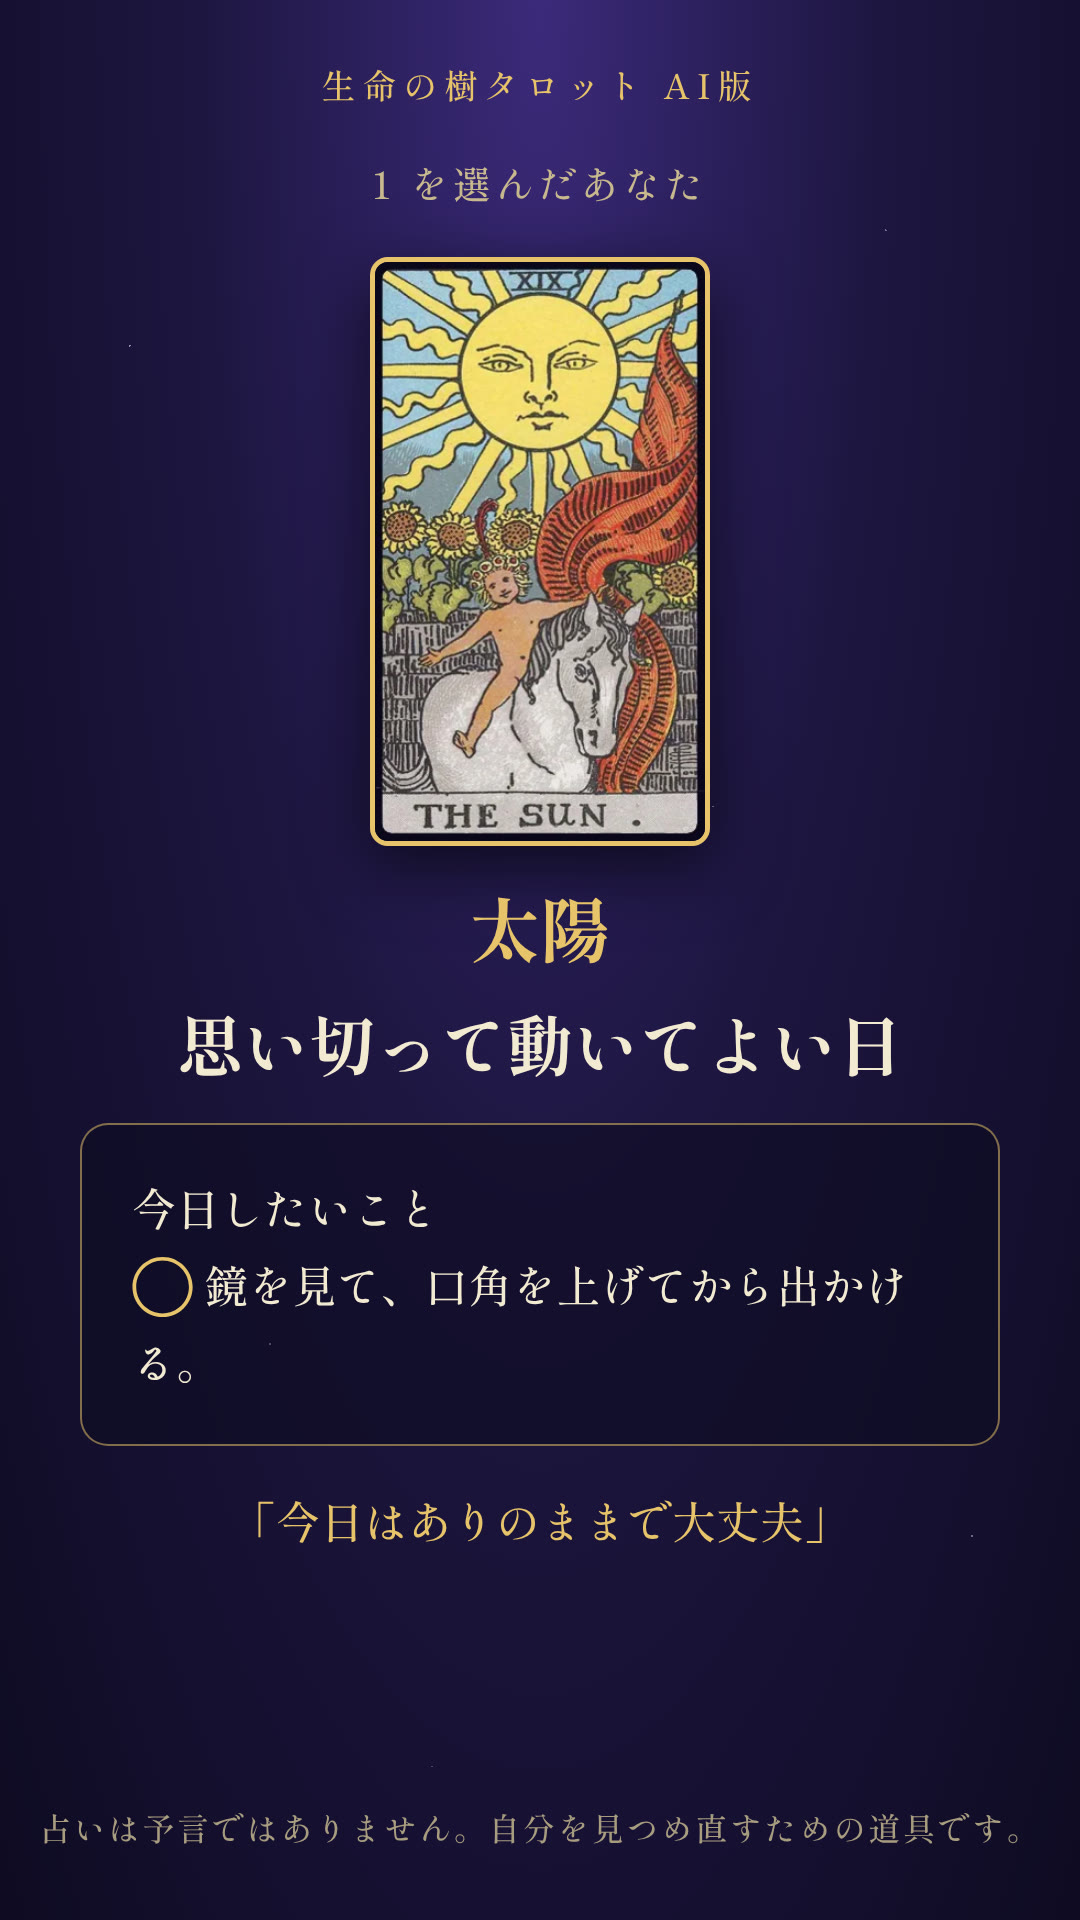 生命の樹タロット AI版
1 を選んだあなた
XIX
THE SUN .
太陽
思い切って動いてよい日
今日したいこと
◯ 鏡を見て、口角を上げてから出かけ
る。
「今日はありのままで大丈夫」
占いは予言ではありません。自分を見つめ直すための道具です。